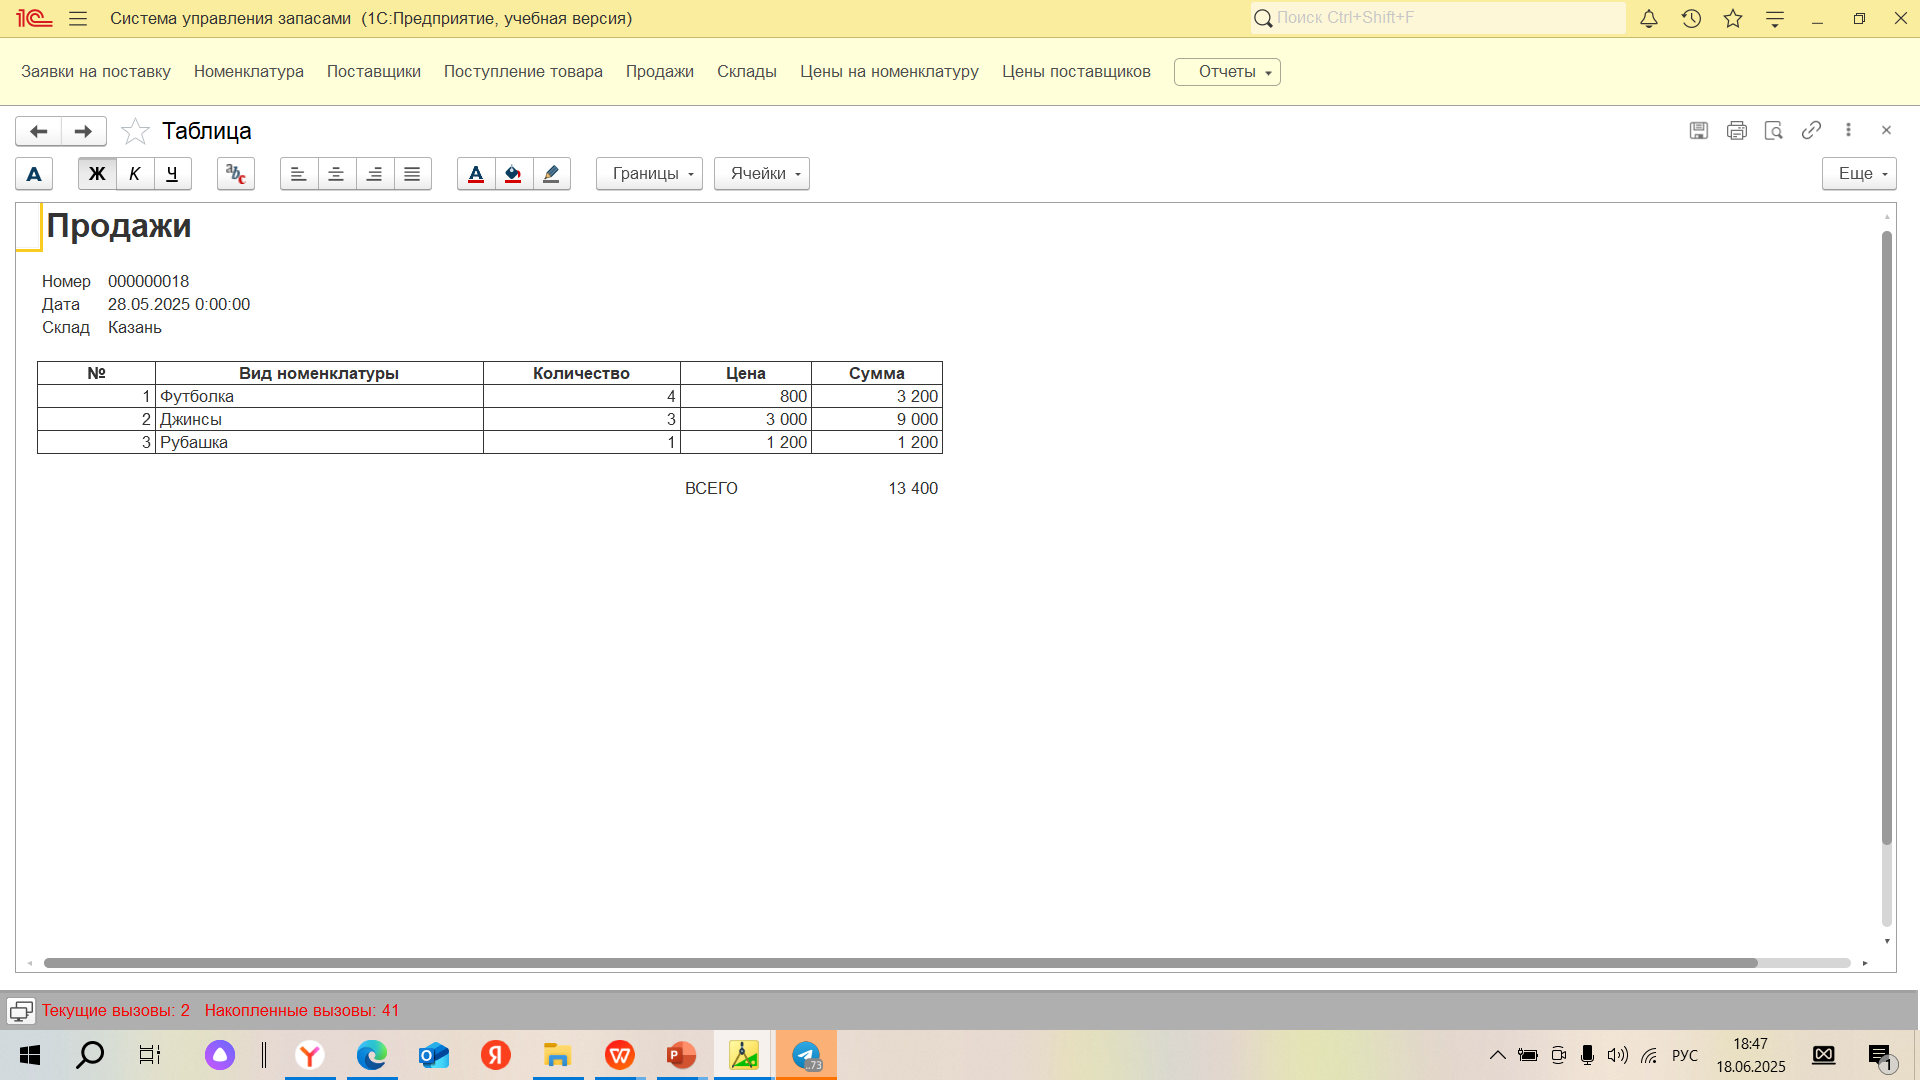 1С Система управления запасами (1С:Предприятие, учебная версия) Поиск Ctrl+Shift+F
Заявки на поставку Номенклатура Поставщики Поступление товара Продажи Склады Цены на номенклатуру Цены поставщиков Отчеты
Таблица
А Ж К Ч abc А Границы Ячейки Еще
Продажи
Номер 000000018
Дата 28.05.2025 0:00:00
Склад Казань
№ Вид номенклатуры Количество Цена Сумма
1 Футболка 4 800 3 200
2 Джинсы 3 3 000 9 000
3 Рубашка 1 1 200 1 200
ВСЕГО 13 400
Текущие вызовы: 2 Накопленные вызовы: 41
Y O Я W P ..73 РУС 18:47
18.06.2025 1